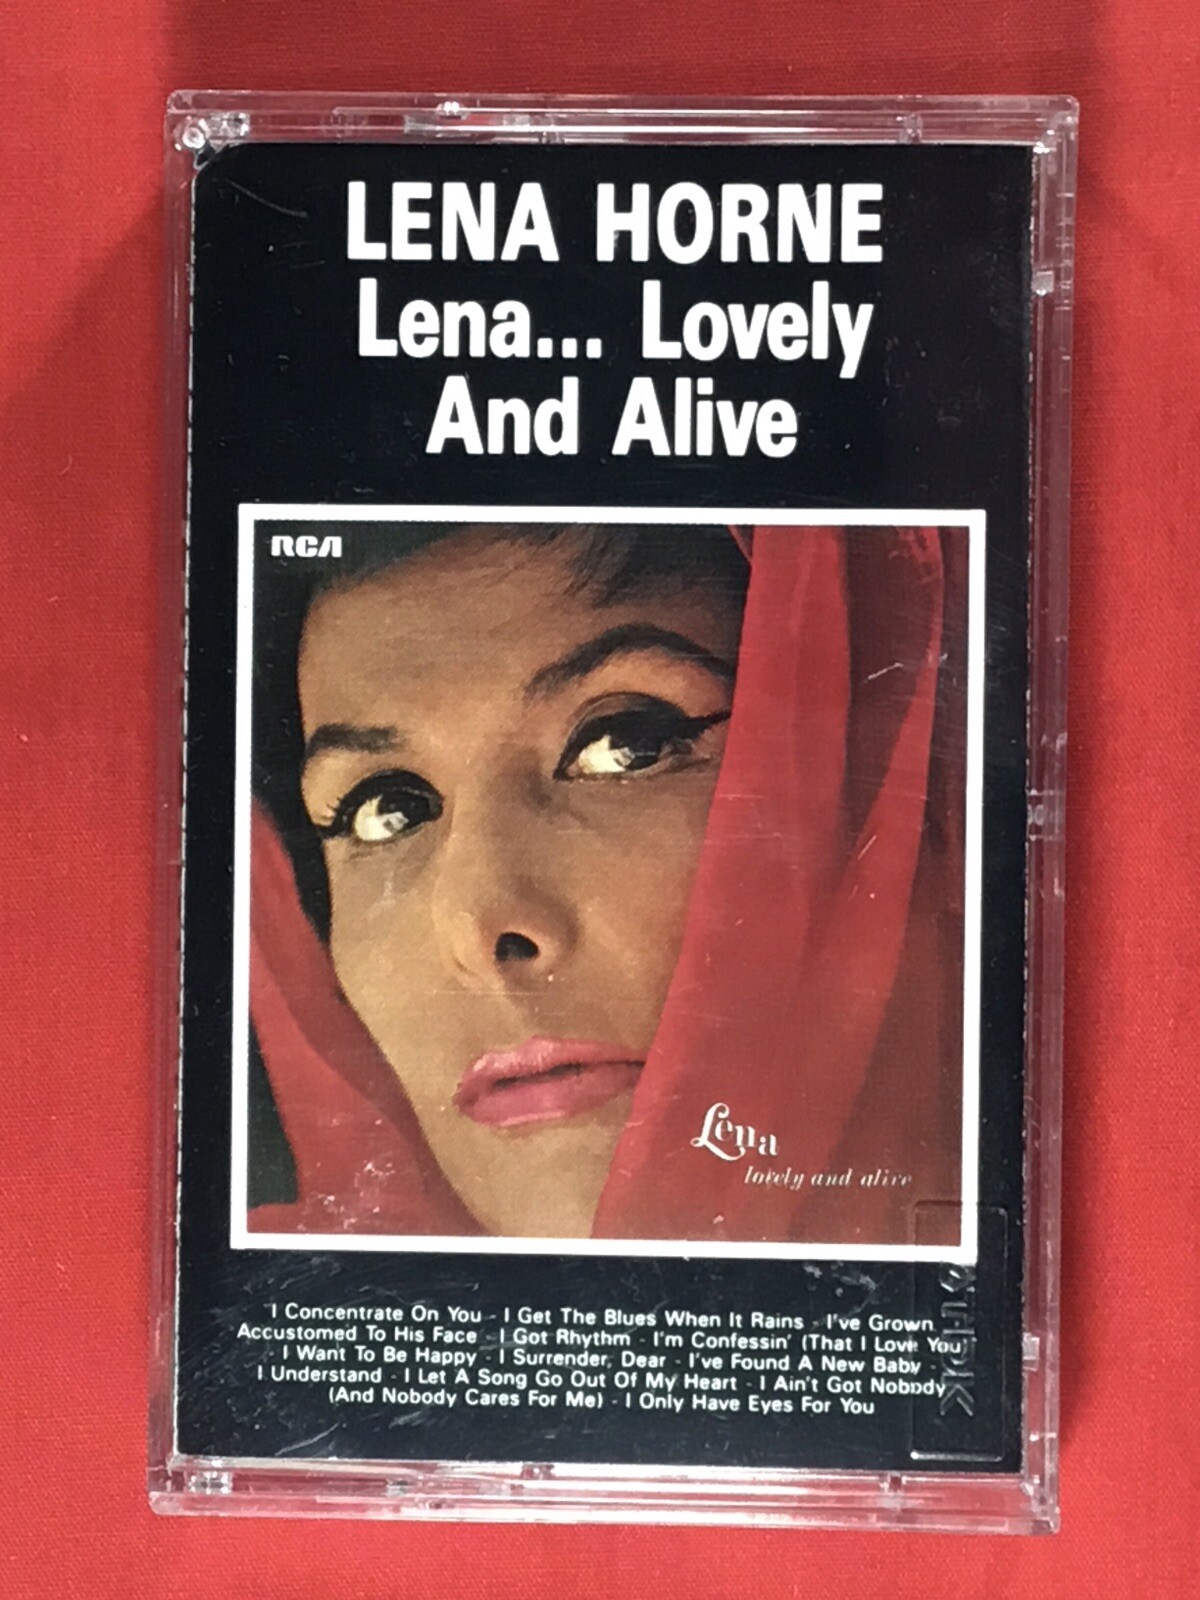 LENA HORNE
Lena... Lovely
And Alive
RCA
Lena
lovely and alive
I Concentrate On You - I Get The Blues When It Rains - I've Grown
Accustomed To His Face - I Got Rhythm - I'm Confessin' (That I Love You)
- I Want To Be Happy - I Surrender, Dear - I've Found A New Baby -
I Understand - I Let A Song Go Out Of My Heart - I Ain't Got Nobody
(And Nobody Cares For Me) - I Only Have Eyes For You